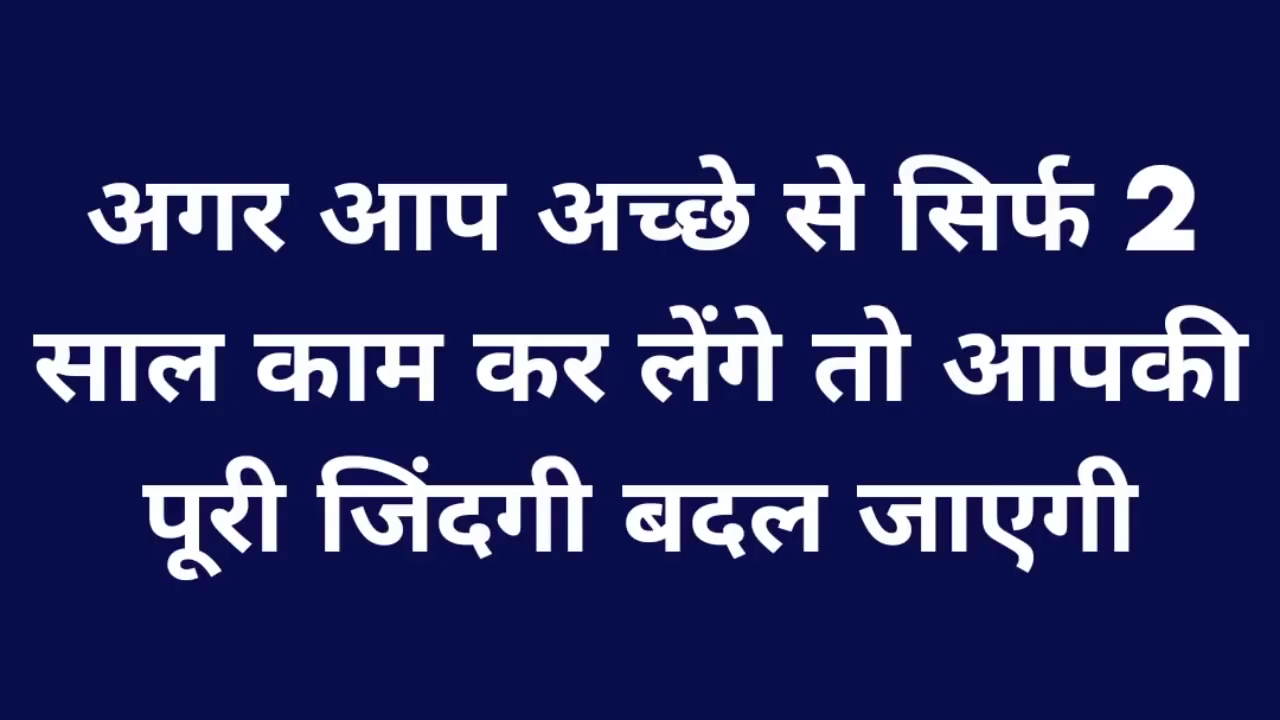 अगर आप अच्छे से सिर्फ 2
साल काम कर लेंगे तो आपकी
पूरी जिंदगी बदल जाएगी